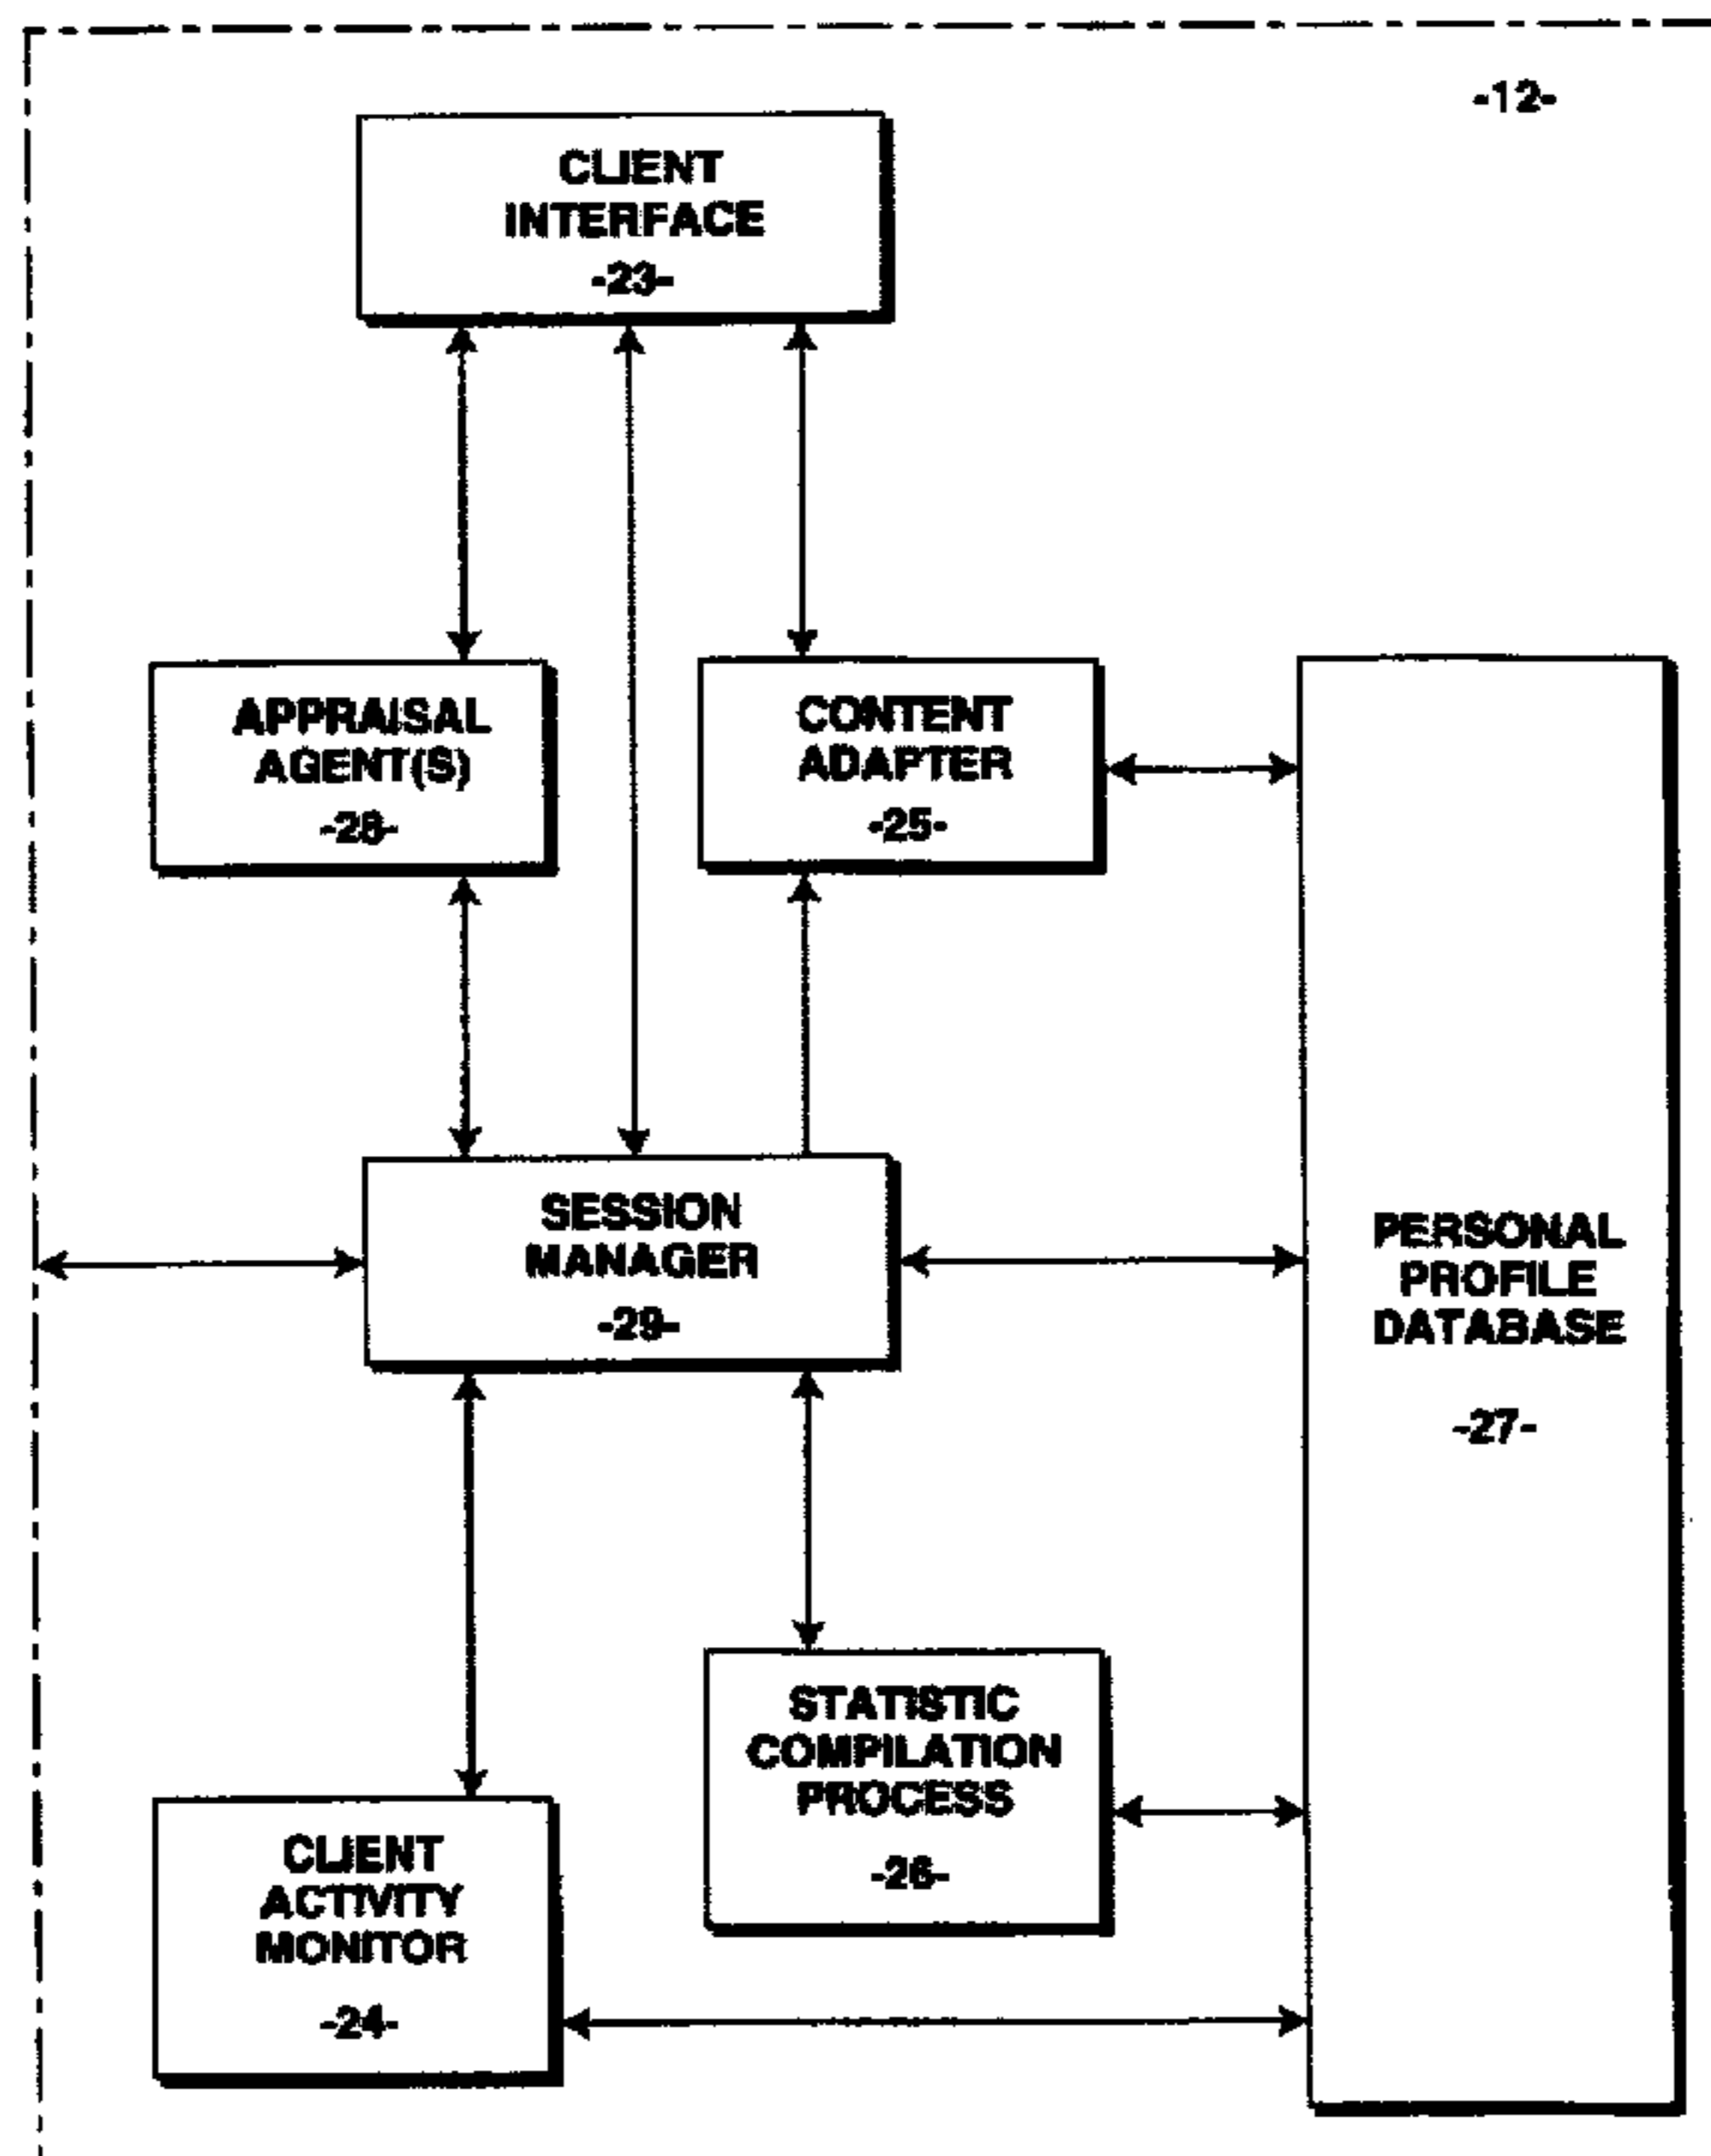 -12-
CLIENT
INTERFACE
-23-
APPRAISAL
AGENT(S)
-28-
CONTENT
ADAPTER
-25-
SESSION
MANAGER
-29-
PERSONAL
PROFILE
DATABASE
-27-
STATISTIC
COMPILATION
PROCESS
-26-
CLIENT
ACTIVITY
MONITOR
-24-